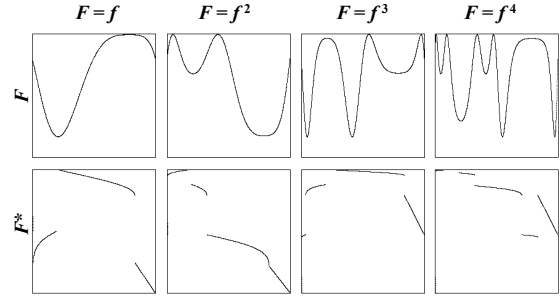 F = f F = f² F = f³ F = f⁴
F
F*